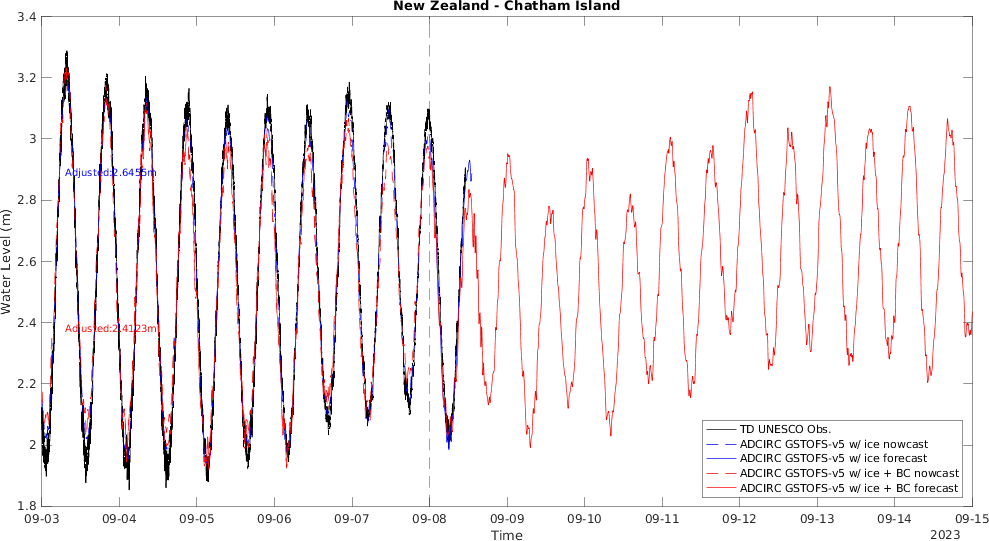 New Zealand - Chatham Island
3.4
3.2
3
2.8
2.6
2.4
2.2
2
1.8
Water Level (m)
Adjusted:2.6455m
Adjusted:2.4123m
TD UNESCO Obs.
ADCIRC GSTOFS-v5 w/ ice nowcast
ADCIRC GSTOFS-v5 w/ ice forecast
ADCIRC GSTOFS-v5 w/ ice + BC nowcast
ADCIRC GSTOFS-v5 w/ ice + BC forecast
09-03 09-04 09-05 09-06 09-07 09-08 09-09 09-10 09-11 09-12 09-13 09-14 09-15
Time
2023